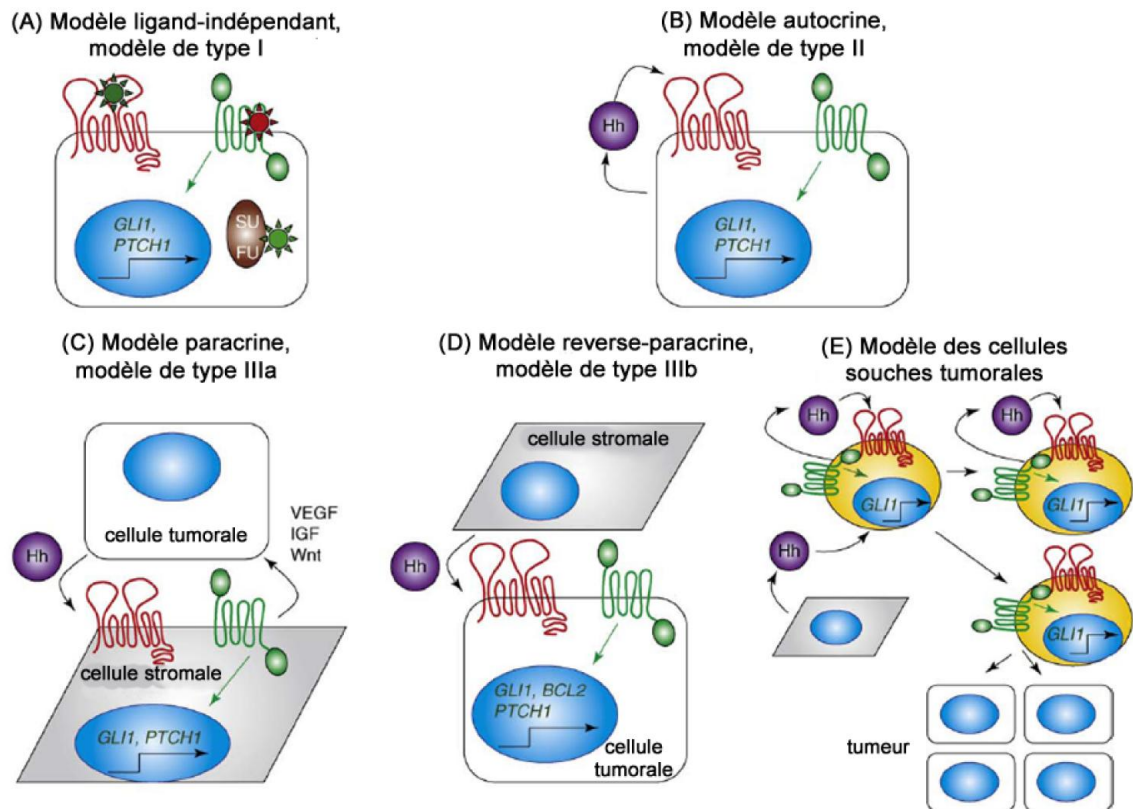 (A) Modèle ligand-indépendant,
modèle de type I
GLI1,
PTCH1
SU
FU
(B) Modèle autocrine,
modèle de type II
Hh
GLI1,
PTCH1
(C) Modèle paracrine,
modèle de type IIIa
cellule tumorale
VEGF
IGF
Wnt
Hh
cellule stromale
GLI1, PTCH1
(D) Modèle reverse-paracrine,
modèle de type IIIb
cellule stromale
Hh
GLI1, BCL2
PTCH1
cellule
tumorale
(E) Modèle des cellules
souches tumorales
Hh
Hh
GLI1
GLI1
Hh
GLI1
tumeur